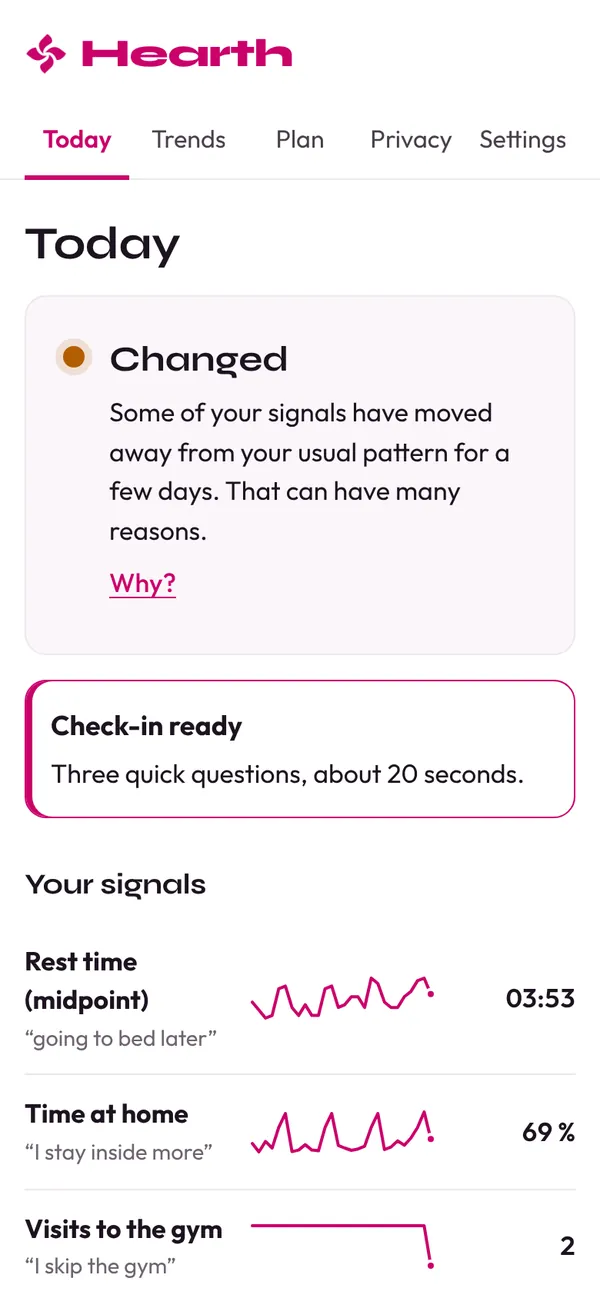 Hearth
Today Trends Plan Privacy Settings
Today
Changed
Some of your signals have moved
away from your usual pattern for a
few days. That can have many
reasons.
Why?
Check-in ready
Three quick questions, about 20 seconds.
Your signals
Rest time
(midpoint)
“going to bed later”
03:53
Time at home
“I stay inside more”
69 %
Visits to the gym
“I skip the gym”
2